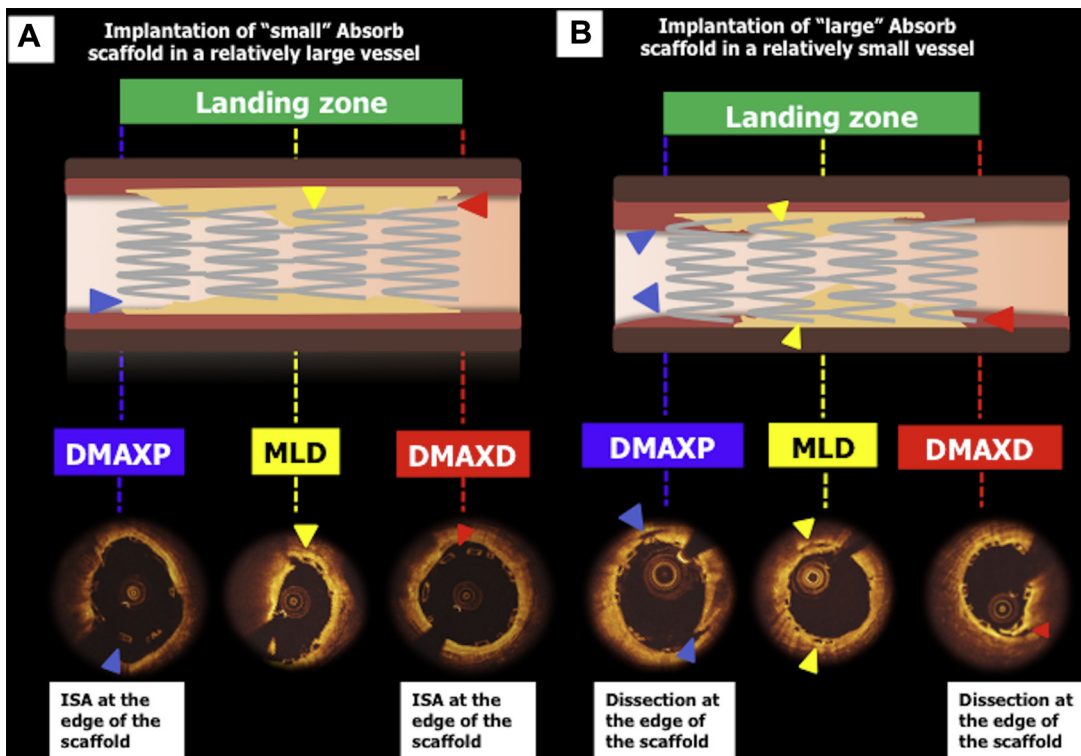 A
Implantation of “small” Absorb
scaffold in a relatively large vessel
Landing zone
DMAXP
MLD
DMAXD
ISA at the
edge of the
scaffold
ISA at the
edge of the
scaffold
B
Implantation of “large” Absorb
scaffold in a relatively small vessel
Landing zone
DMAXP
MLD
DMAXD
Dissection at
the edge of
the scaffold
Dissection at
the edge of
the scaffold